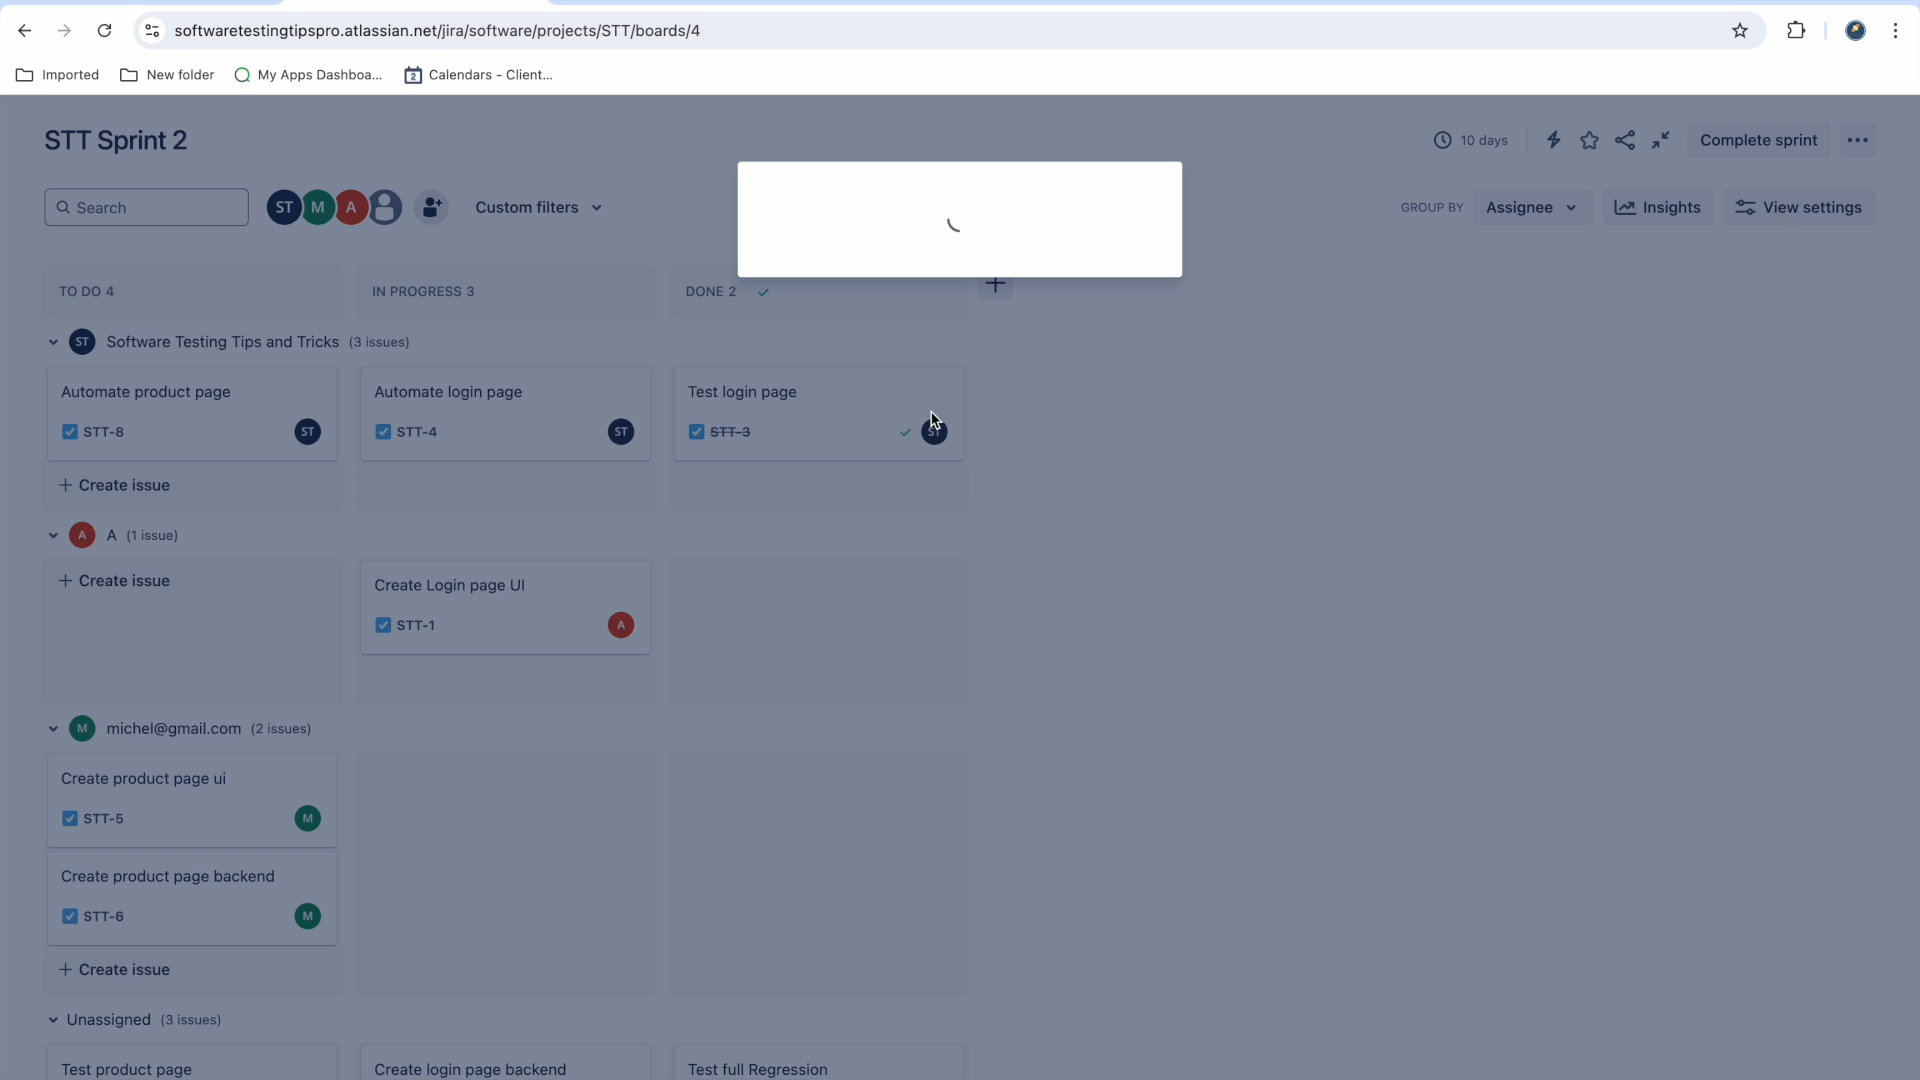 softwaretestingtipspro.atlassian.net/jira/software/projects/STT/boards/4
Imported
New folder
My Apps Dashboa...
2
Calendars - Client...
STT Sprint 2
10 days
Complete sprint
Search
ST
M
A
Custom filters
GROUP BY
Assignee
Insights
View settings
TO DO 4
IN PROGRESS 3
DONE 2
ST
Software Testing Tips and Tricks (3 issues)
Automate product page
STT-8
ST
Automate login page
STT-4
ST
Test login page
STT-3
ST
Create issue
A
A (1 issue)
Create issue
Create Login page UI
STT-1
A
M
michel@gmail.com (2 issues)
Create product page ui
STT-5
M
Create product page backend
STT-6
M
Create issue
Unassigned (3 issues)
Test product page
Create login page backend
Test full Regression